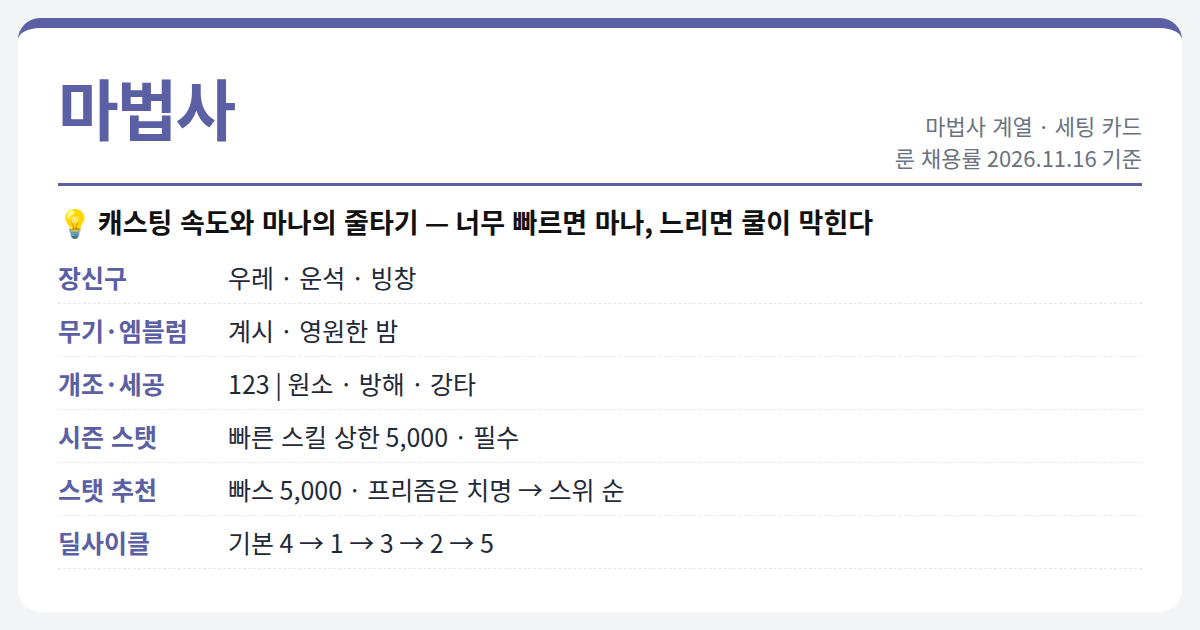 마법사
마법사 계열 · 세팅 카드
룬 채용률 2026.11.16 기준
💡 캐스팅 속도와 마나의 줄타기 — 너무 빠르면 마나, 느리면 쿨이 막힌다
장신구 우레 · 운석 · 빙창
무기·엠블럼 계시 · 영원한 밤
개조·세공 123 | 원소 · 방해 · 강타
시즌 스탯 빠른 스킬 상한 5,000 · 필수
스탯 추천 빠스 5,000 · 프리즘은 치명 → 스위 순
딜사이클 기본 4 → 1 → 3 → 2 → 5